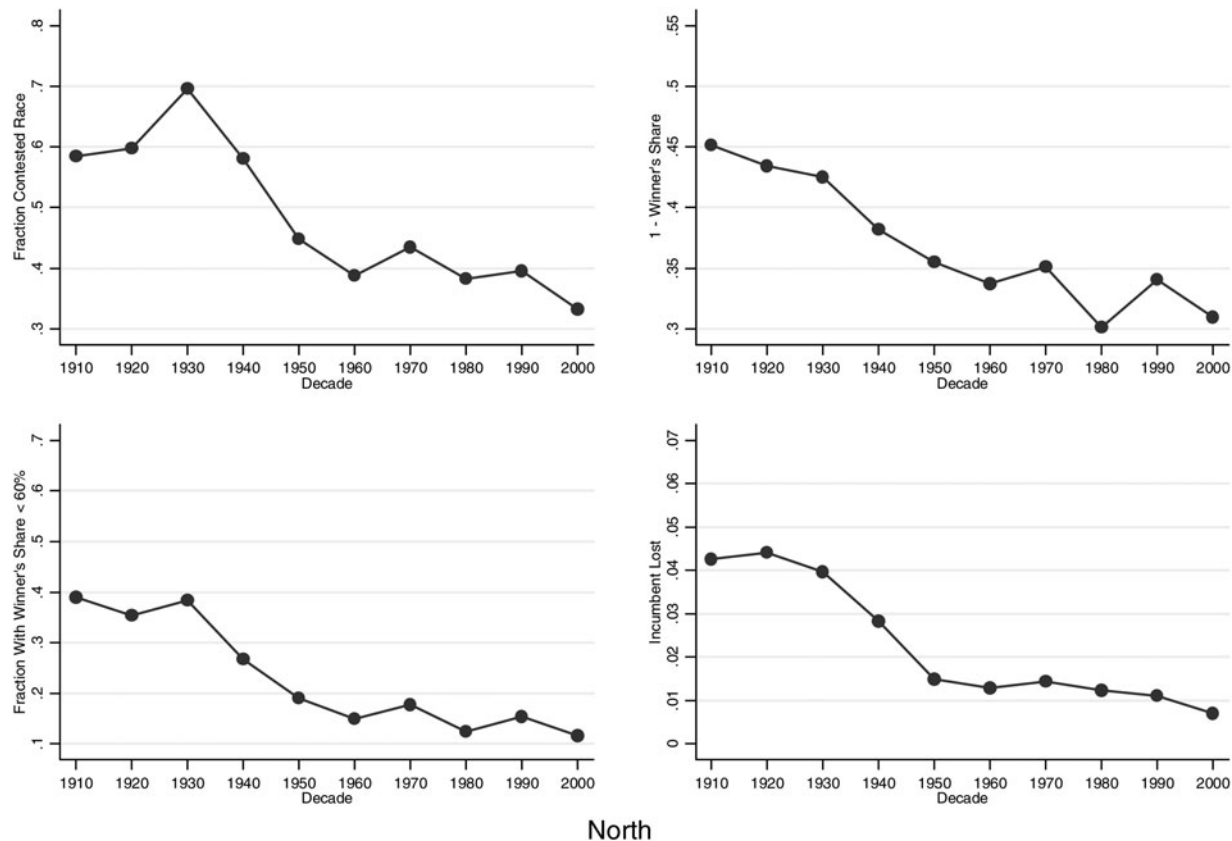 Fraction Contested Race
.8
.7
.6
.5
.4
.3
1910 1920 1930 1940 1950 1960 1970 1980 1990 2000
Decade
1 - Winner's Share
.55
.5
.45
.4
.35
.3
1910 1920 1930 1940 1950 1960 1970 1980 1990 2000
Decade
Fraction With Winner's Share < 60%
.7
.6
.5
.4
.3
.2
.1
1910 1920 1930 1940 1950 1960 1970 1980 1990 2000
Decade
Incumbent Lost
.07
.06
.05
.04
.03
.02
.01
0
1910 1920 1930 1940 1950 1960 1970 1980 1990 2000
Decade
North